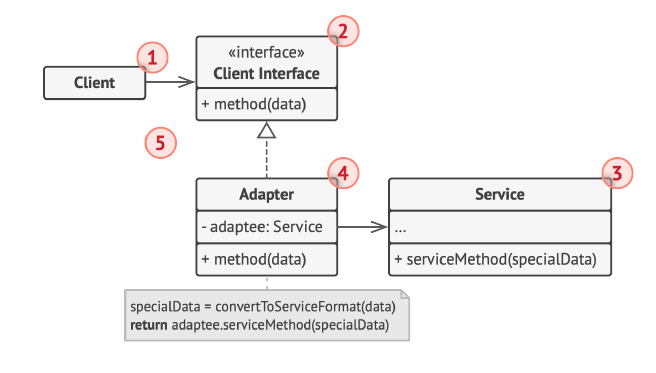 1
2
«interface»
Client
Client Interface
+ method(data)
5
4
3
Adapter
Service
- adaptee: Service
...
+ method(data)
+ serviceMethod(specialData)
specialData = convertToServiceFormat(data)
return adaptee.serviceMethod(specialData)